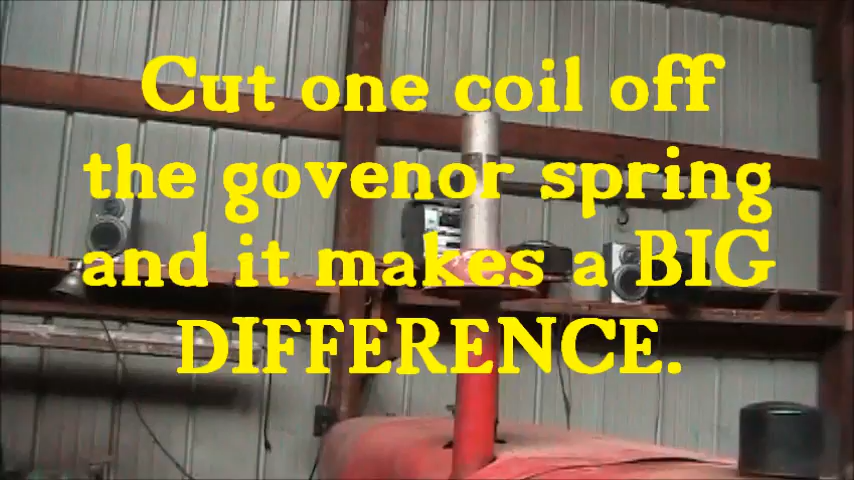 Cut one coil off
the govenor spring
and it makes a BIG
DIFFERENCE.